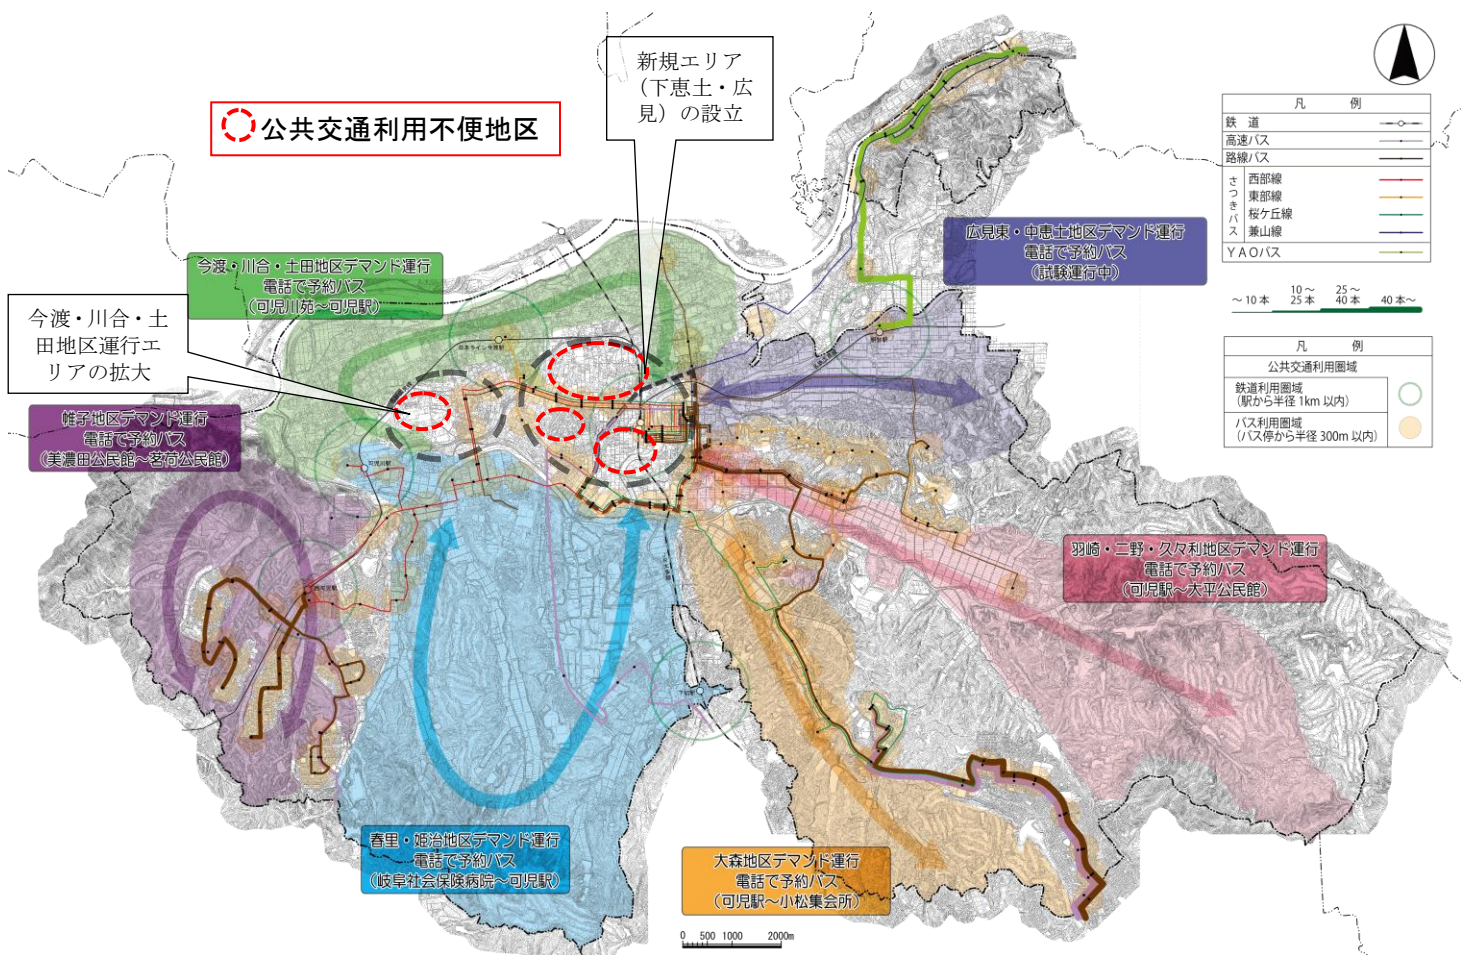 新規エリア
（下恵土・広
見）の設立
公共交通利用不便地区
凡　例
鉄 道
高速バス
路線バス
さつきバス
西部線
東部線
桜ケ丘線
兼山線
ＹＡＯバス
～10本
10～
25本
25～
40本
40本～
凡　例
公共交通利用圏域
鉄道利用圏域
(駅から半径 1km 以内)
バス利用圏域
(バス停から半径 300m 以内)
広見東・中恵土地区デマンド運行
電話で予約バス
(試験運行中)
今渡・川合・土田地区デマンド運行
電話で予約バス
(可児川苑～可児駅)
今渡・川合・土
田地区運行エ
リアの拡大
帷子地区デマンド運行
電話で予約バス
(美濃田公民館～茗荷公民館)
羽崎・二野・久々利地区デマンド運行
電話で予約バス
(可児駅～大平公民館)
春里・姫治地区デマンド運行
電話で予約バス
(岐阜社会保険病院～可児駅)
大森地区デマンド運行
電話で予約バス
(可児駅～小松集会所)
0 500 1000 2000m